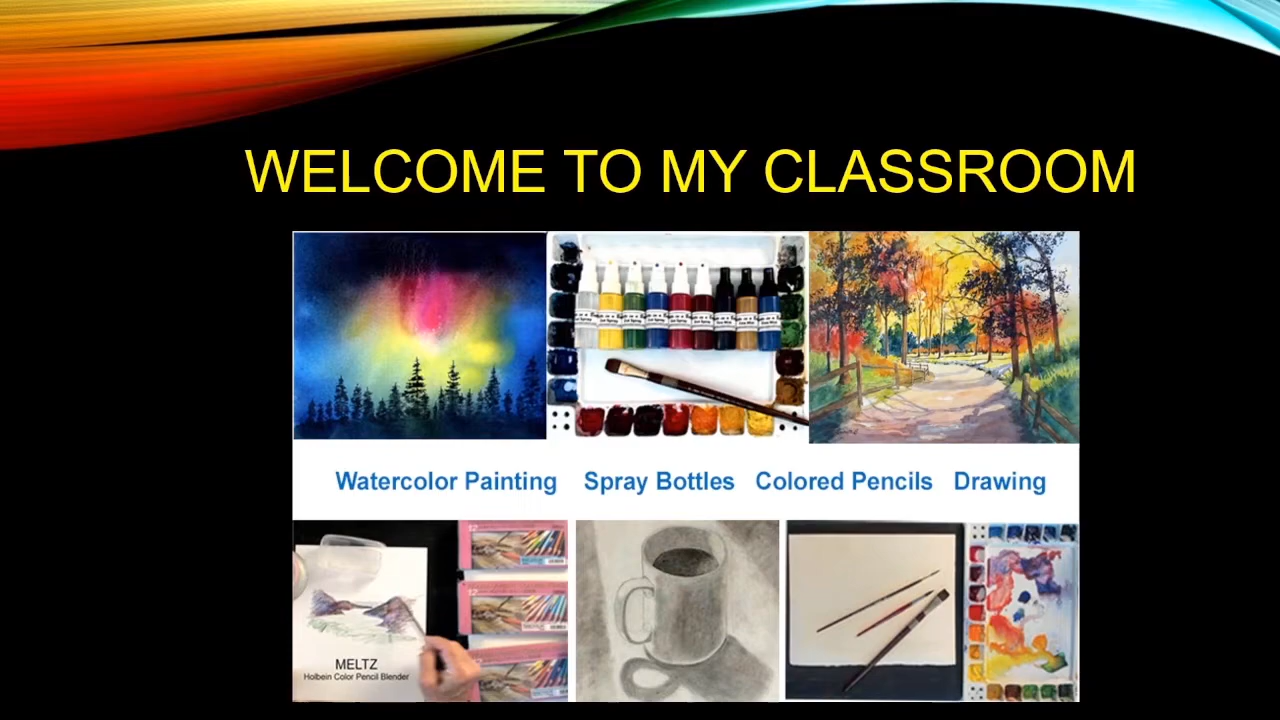 WELCOME TO MY CLASSROOM
Watercolor Painting Spray Bottles Colored Pencils Drawing
MELTZ
Holbein Color Pencil Blender